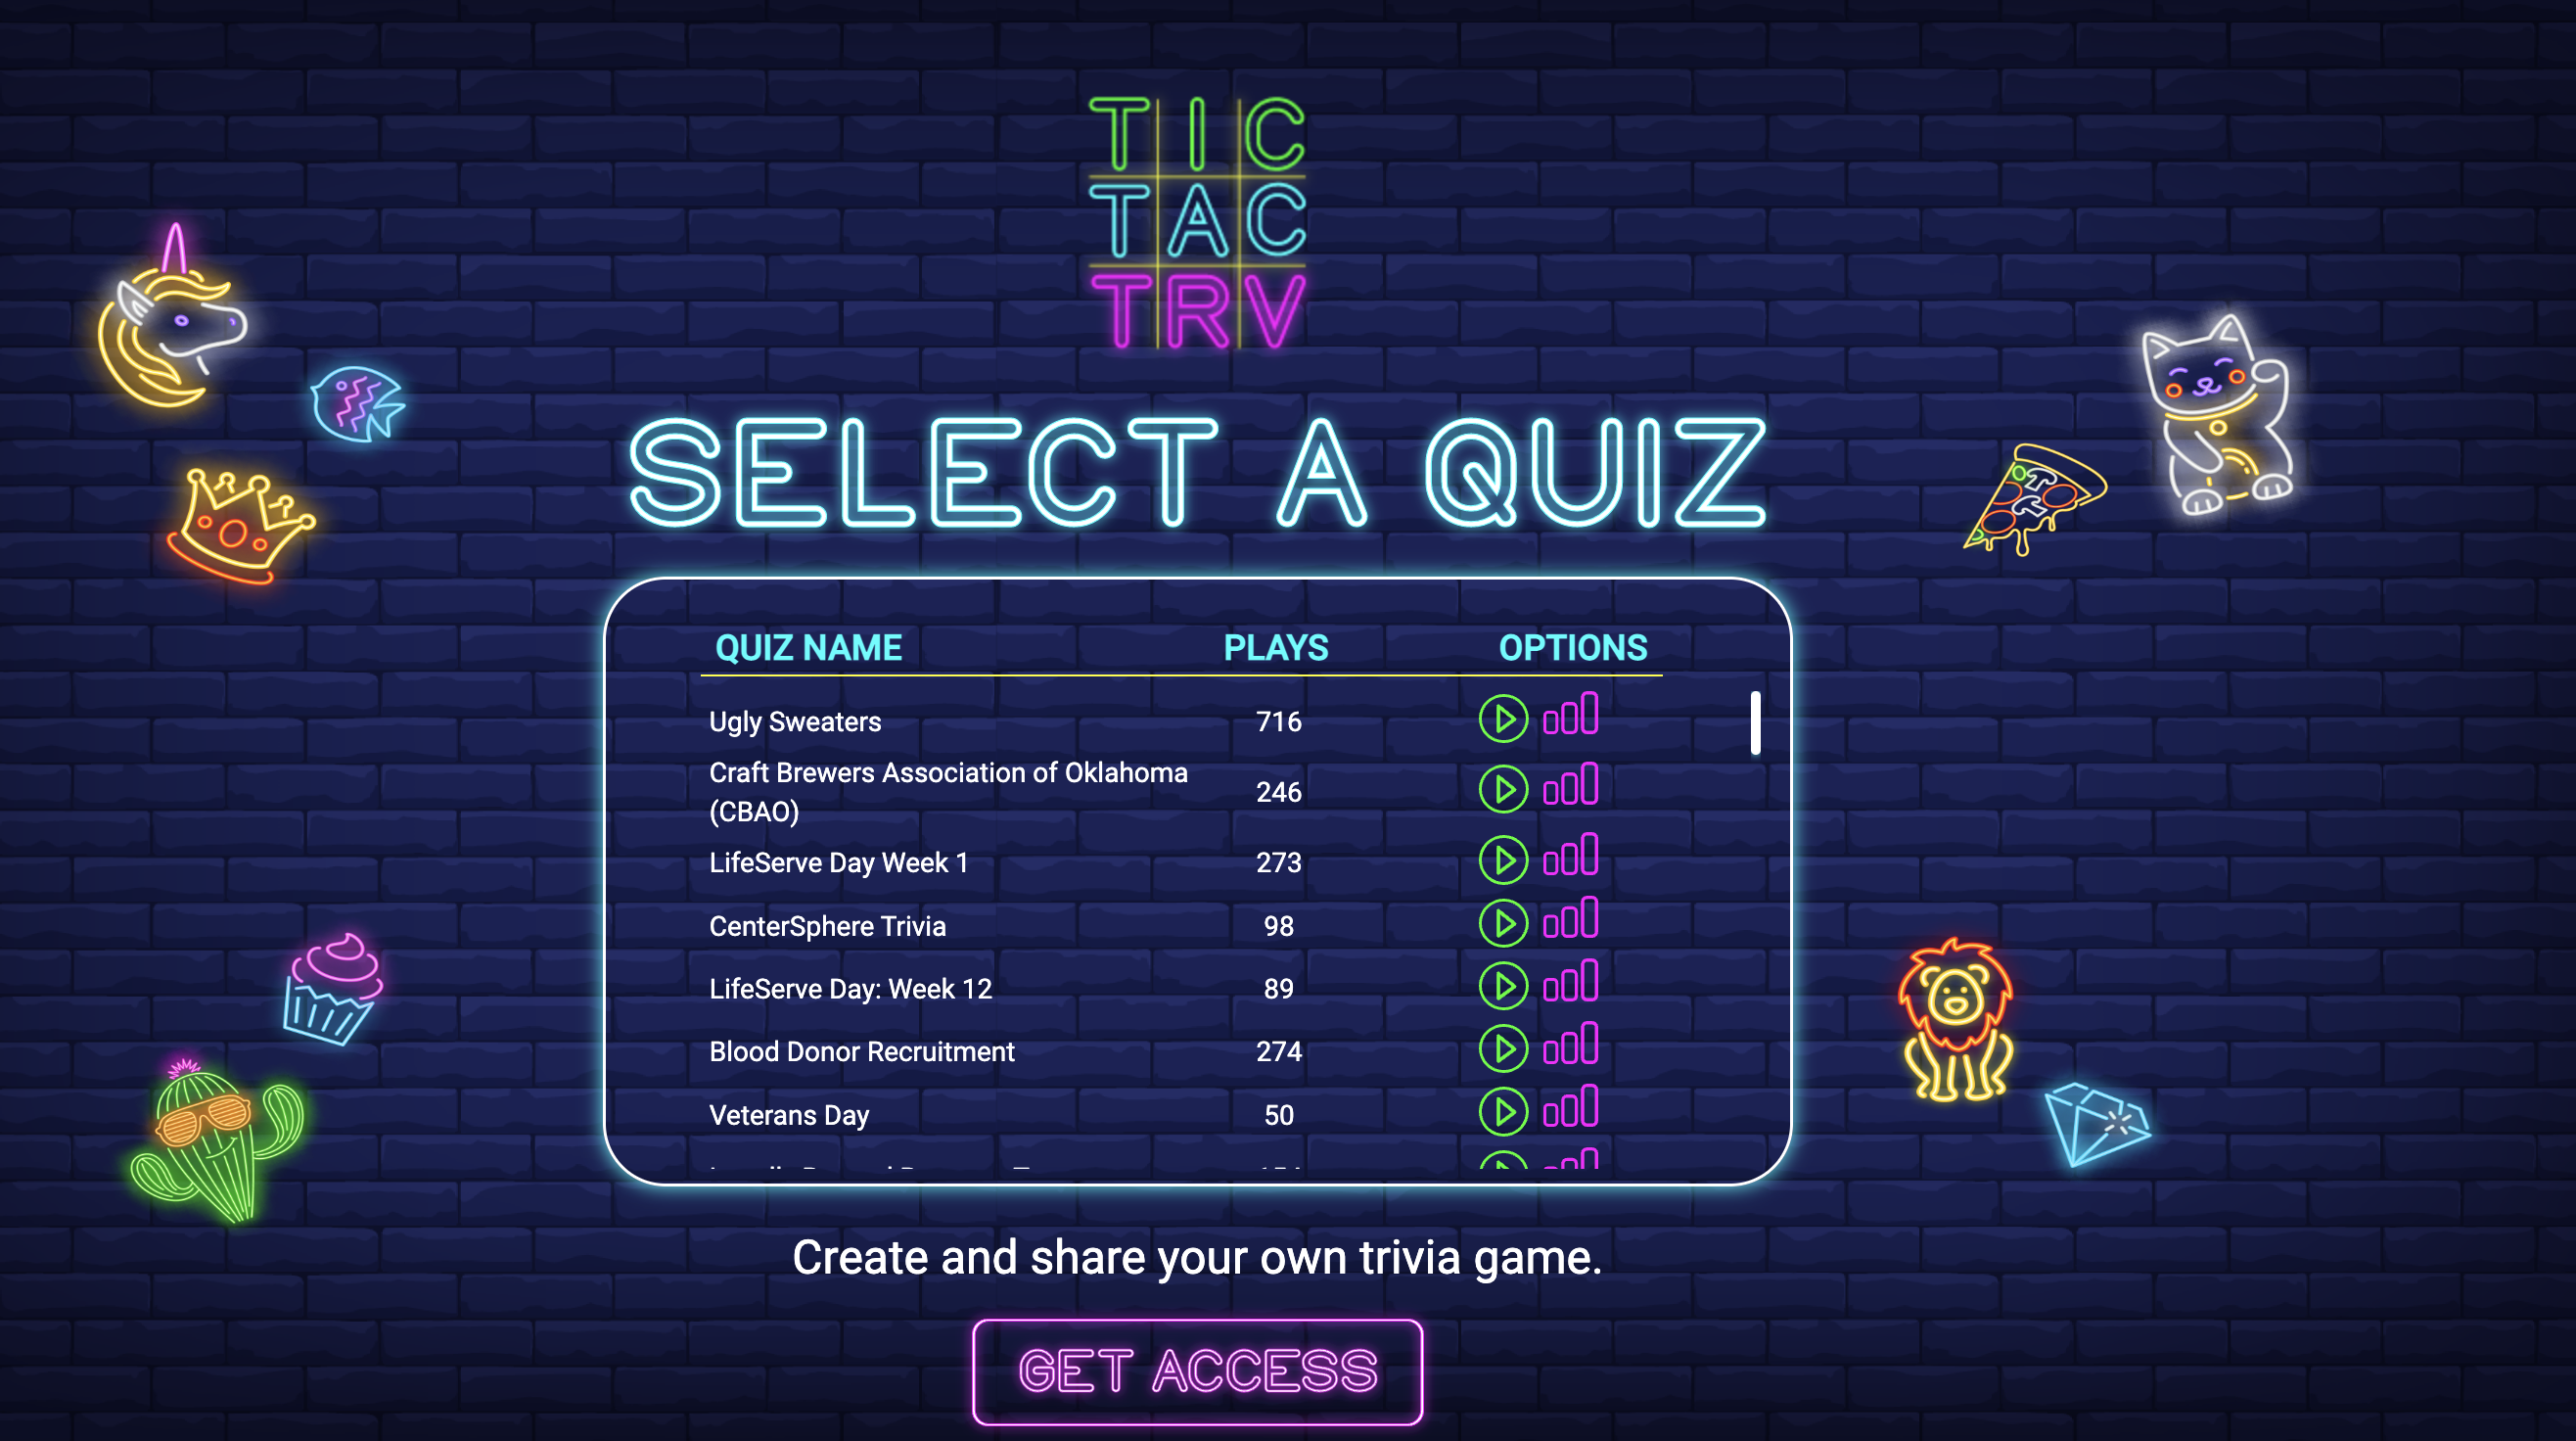 TIC
TAC
TRV
SELECT A QUIZ
QUIZ NAME PLAYS OPTIONS
Ugly Sweaters 716
Craft Brewers Association of Oklahoma
(CBAO) 246
LifeServe Day Week 1 273
CenterSphere Trivia 98
LifeServe Day: Week 12 89
Blood Donor Recruitment 274
Veterans Day 50
Create and share your own trivia game.
GET ACCESS